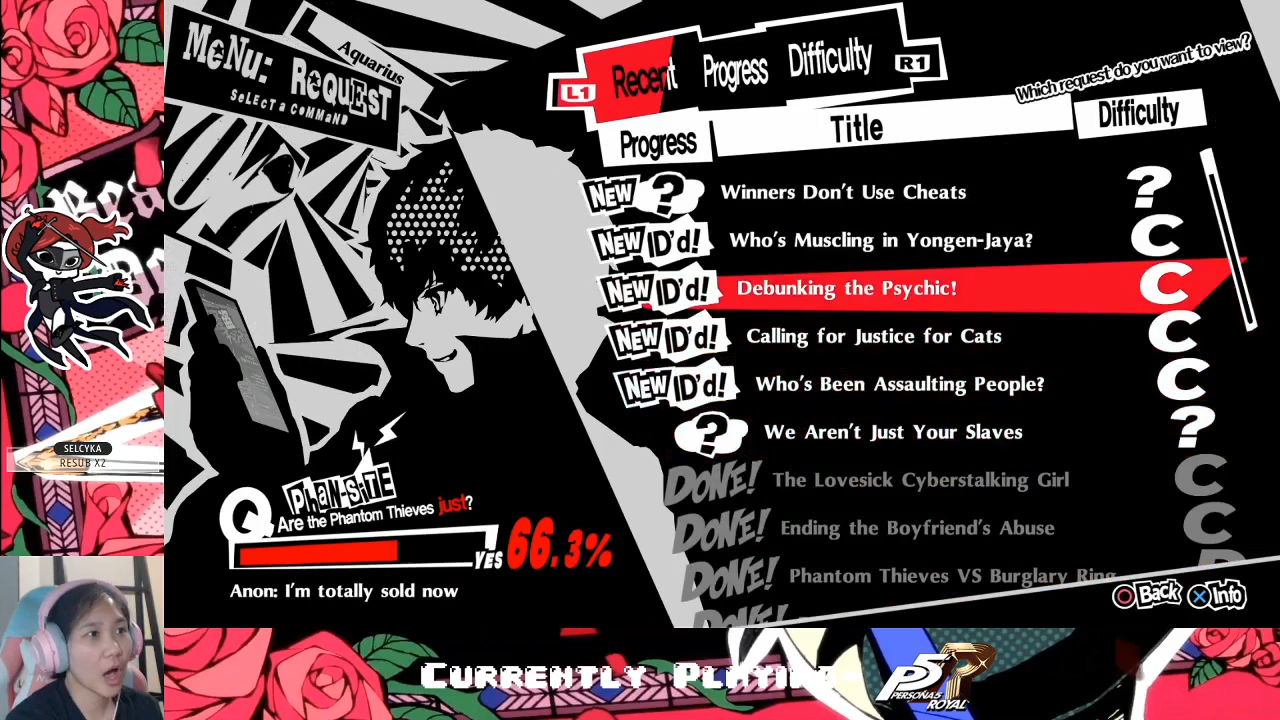 MeNu: RequEsT
SeLEcT a CoMMaND
Aquarius
L1 Recent Progress Difficulty R1
Which request do you want to view?
Progress Title Difficulty
NEW ? Winners Don't Use Cheats ?
NEW ID'd! Who's Muscling in Yongen-Jaya? C
NEW ID'd! Debunking the Psychic! C
NEW ID'd! Calling for Justice for Cats C
NEW ID'd! Who's Been Assaulting People? C
? We Aren't Just Your Slaves ?
DONE! The Lovesick Cyberstalking Girl C
DONE! Ending the Boyfriend's Abuse C
DONE! Phantom Thieves VS Burglary Ring
DONE!
SELCYKA
RESUB X2
PhaN-SiTE
Q Are the Phantom Thieves just?
YES 66.3%
Anon: I'm totally sold now
Back Info
Currently Playing-
P5R
PERSONA5
ROYAL